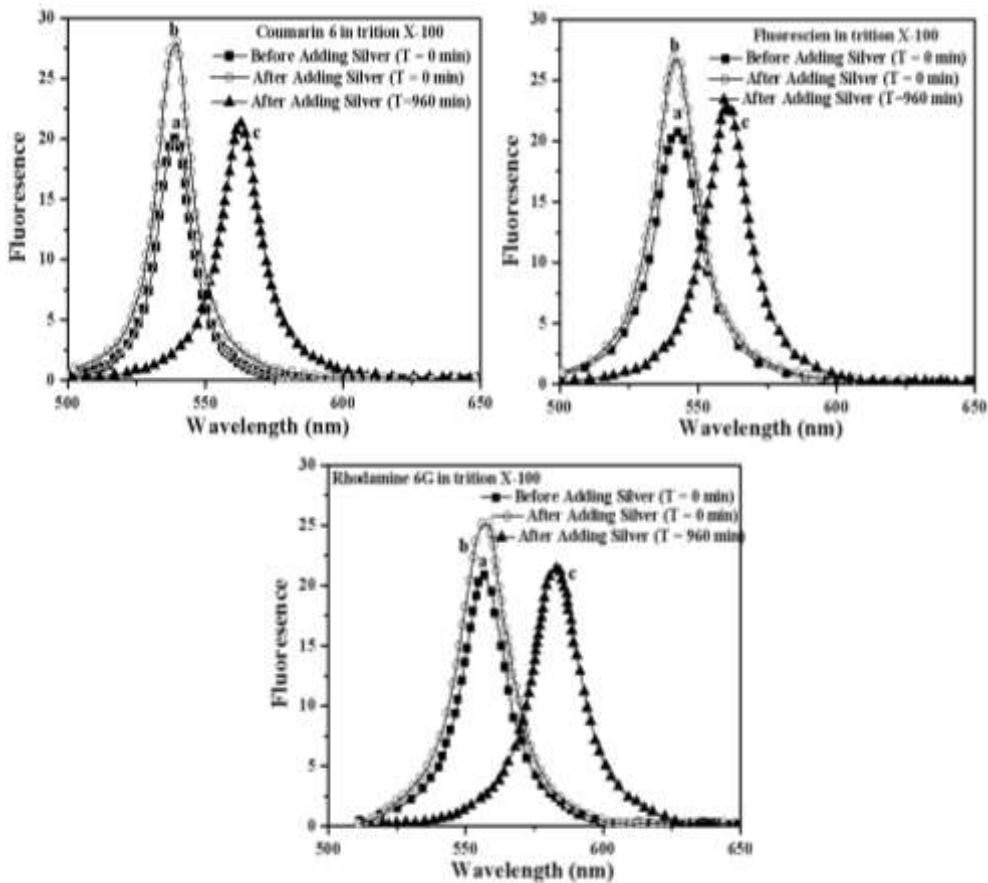 Coumarin 6 in trition X-100
Before Adding Silver (T = 0 min)
After Adding Silver (T = 0 min)
After Adding Silver (T=960 min)
b
a
c
Fluoresence
30
25
20
15
10
5
0
500
550
600
650
Wavelength (nm)
Fluorescien in trition X-100
Before Adding Silver (T = 0 min)
After Adding Silver (T = 0 min)
After Adding Silver (T=960 min)
b
a
c
Fluoresence
30
25
20
15
10
5
0
500
550
600
650
Wavelength (nm)
Rhodamine 6G in trition X-100
Before Adding Silver (T = 0 min)
After Adding Silver (T = 0 min)
After Adding Silver (T = 960 min)
b
a
c
Fluoresence
30
25
20
15
10
5
0
500
550
600
650
Wavelength (nm)